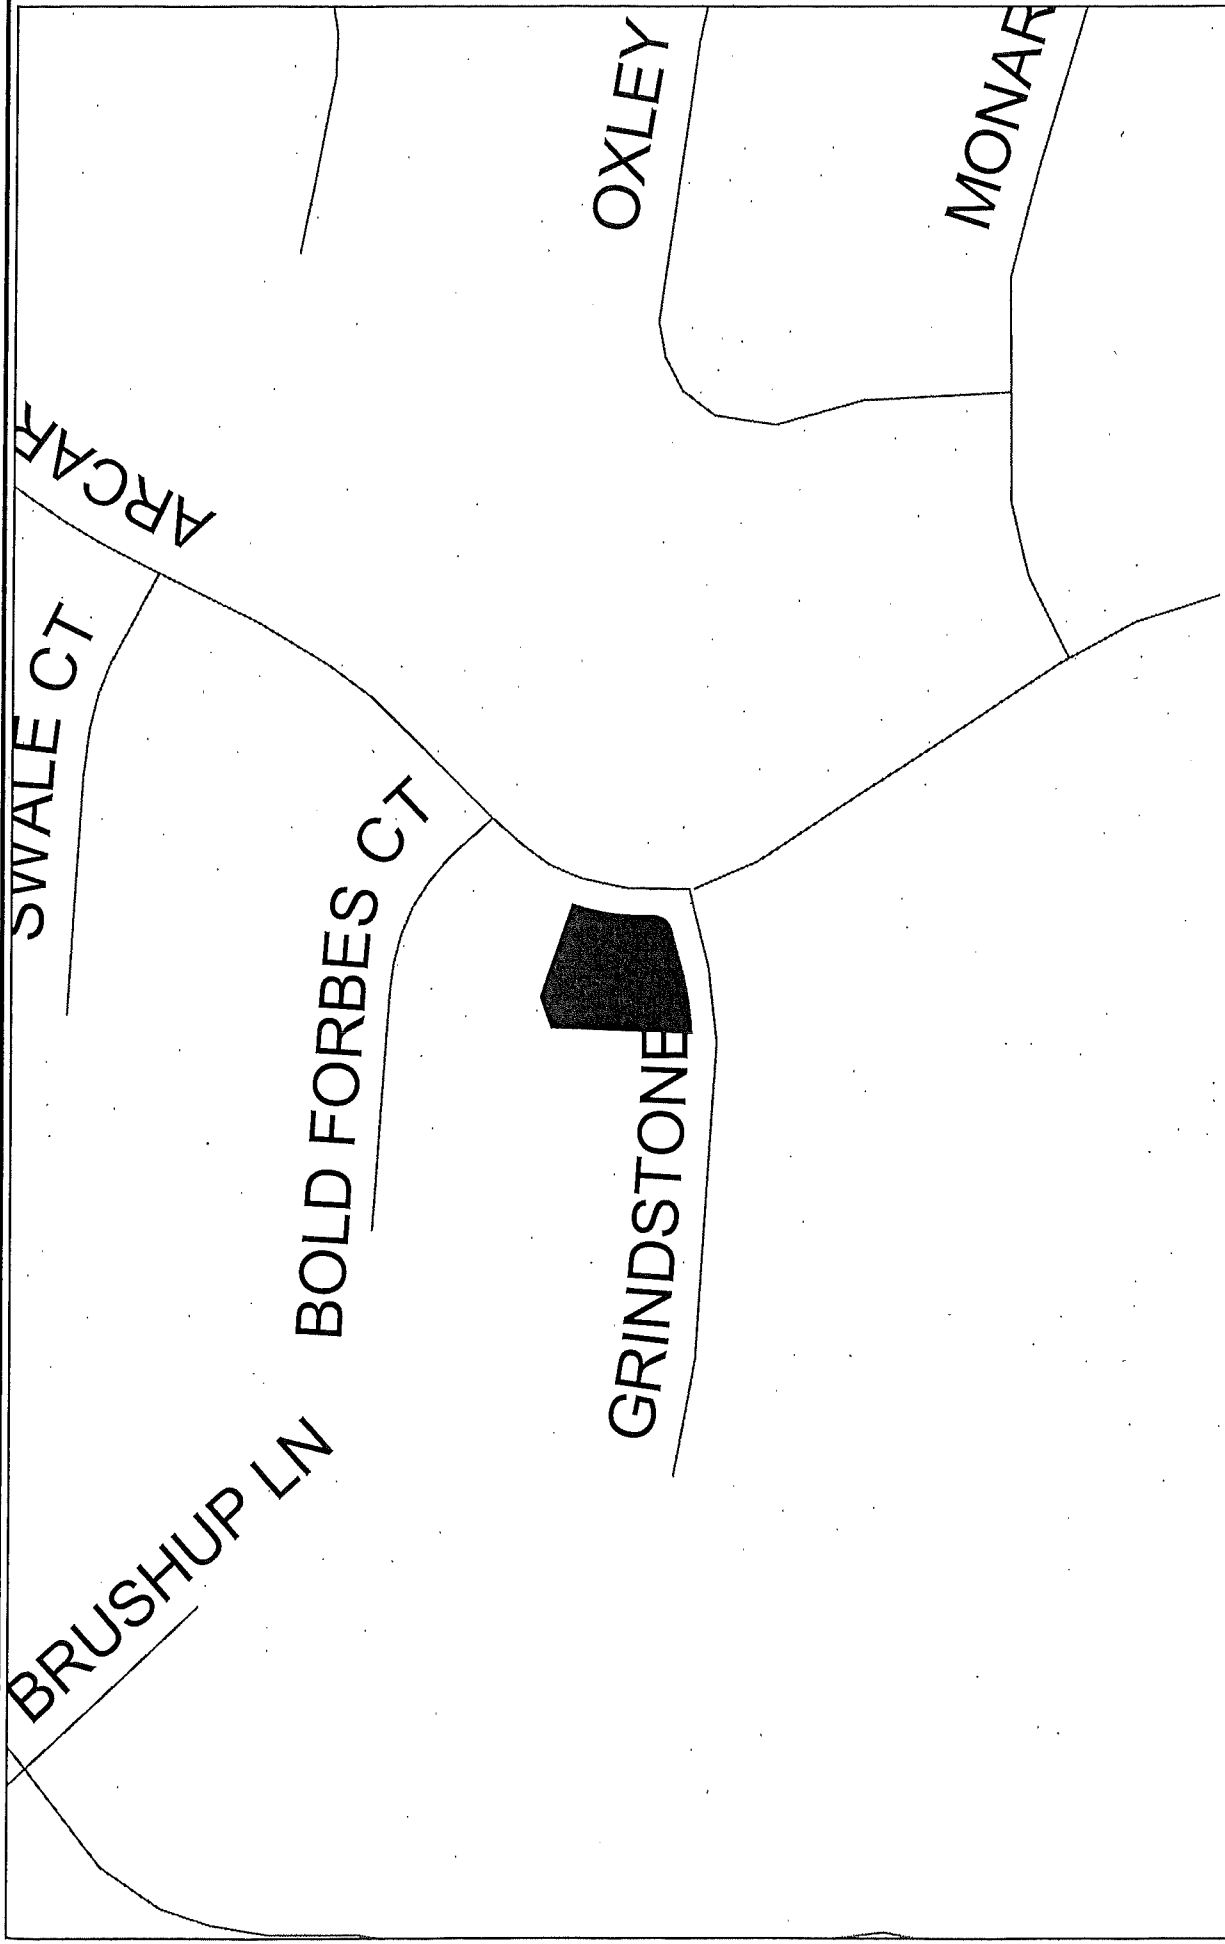 OXLEY
MONAR
ARCAR
SWALE CT
BOLD FORBES CT
GRINDSTONE
BRUSHUP LN